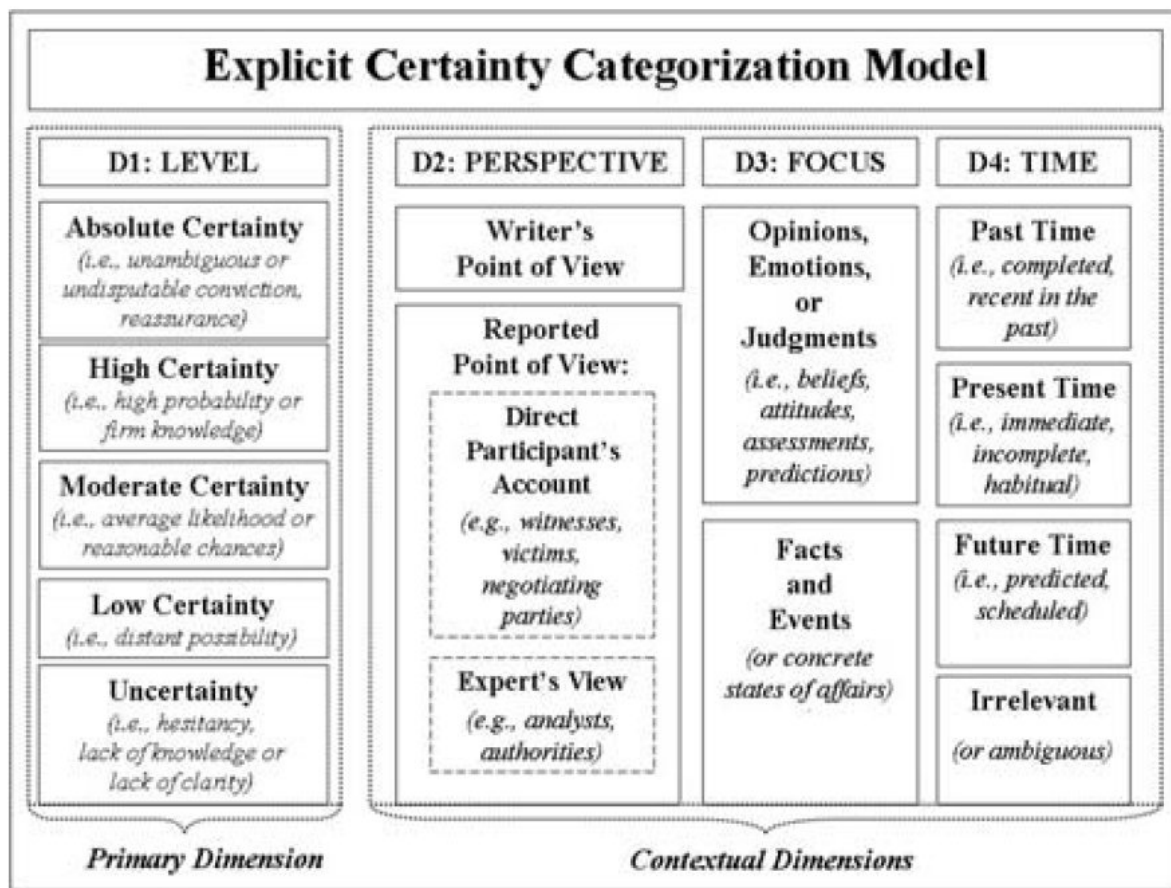 Explicit Certainty Categorization Model
D1: LEVEL
Absolute Certainty
(i.e., unambiguous or
undisputable conviction,
reassurance)
High Certainty
(i.e., high probability or
firm knowledge)
Moderate Certainty
(i.e., average likelihood or
reasonable chances)
Low Certainty
(i.e., distant possibility)
Uncertainty
(i.e., hesitancy,
lack of knowledge or
lack of clarity)
Primary Dimension
D2: PERSPECTIVE
Writer's
Point of View
Reported
Point of View:
Direct
Participant's
Account
(e.g., witnesses,
victims,
negotiating
parties)
Expert's View
(e.g., analysts,
authorities)
D3: FOCUS
Opinions,
Emotions,
or
Judgments
(i.e., beliefs,
attitudes,
assessments,
predictions)
Facts
and
Events
(or concrete
states of affairs)
D4: TIME
Past Time
(i.e., completed,
recent in the
past)
Present Time
(i.e., immediate,
incomplete,
habitual)
Future Time
(i.e., predicted,
scheduled)
Irrelevant
(or ambiguous)
Contextual Dimensions